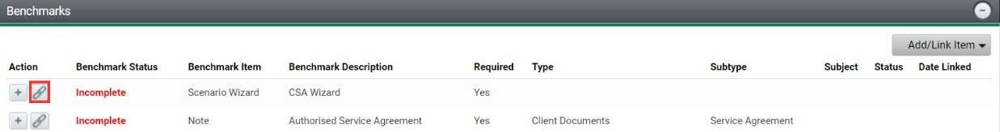 Benchmarks
Add/Link Item
Action Benchmark Status Benchmark Item Benchmark Description Required Type Subtype Subject Status Date Linked
Incomplete Scenario Wizard CSA Wizard Yes
Incomplete Note Authorised Service Agreement Yes Client Documents Service Agreement